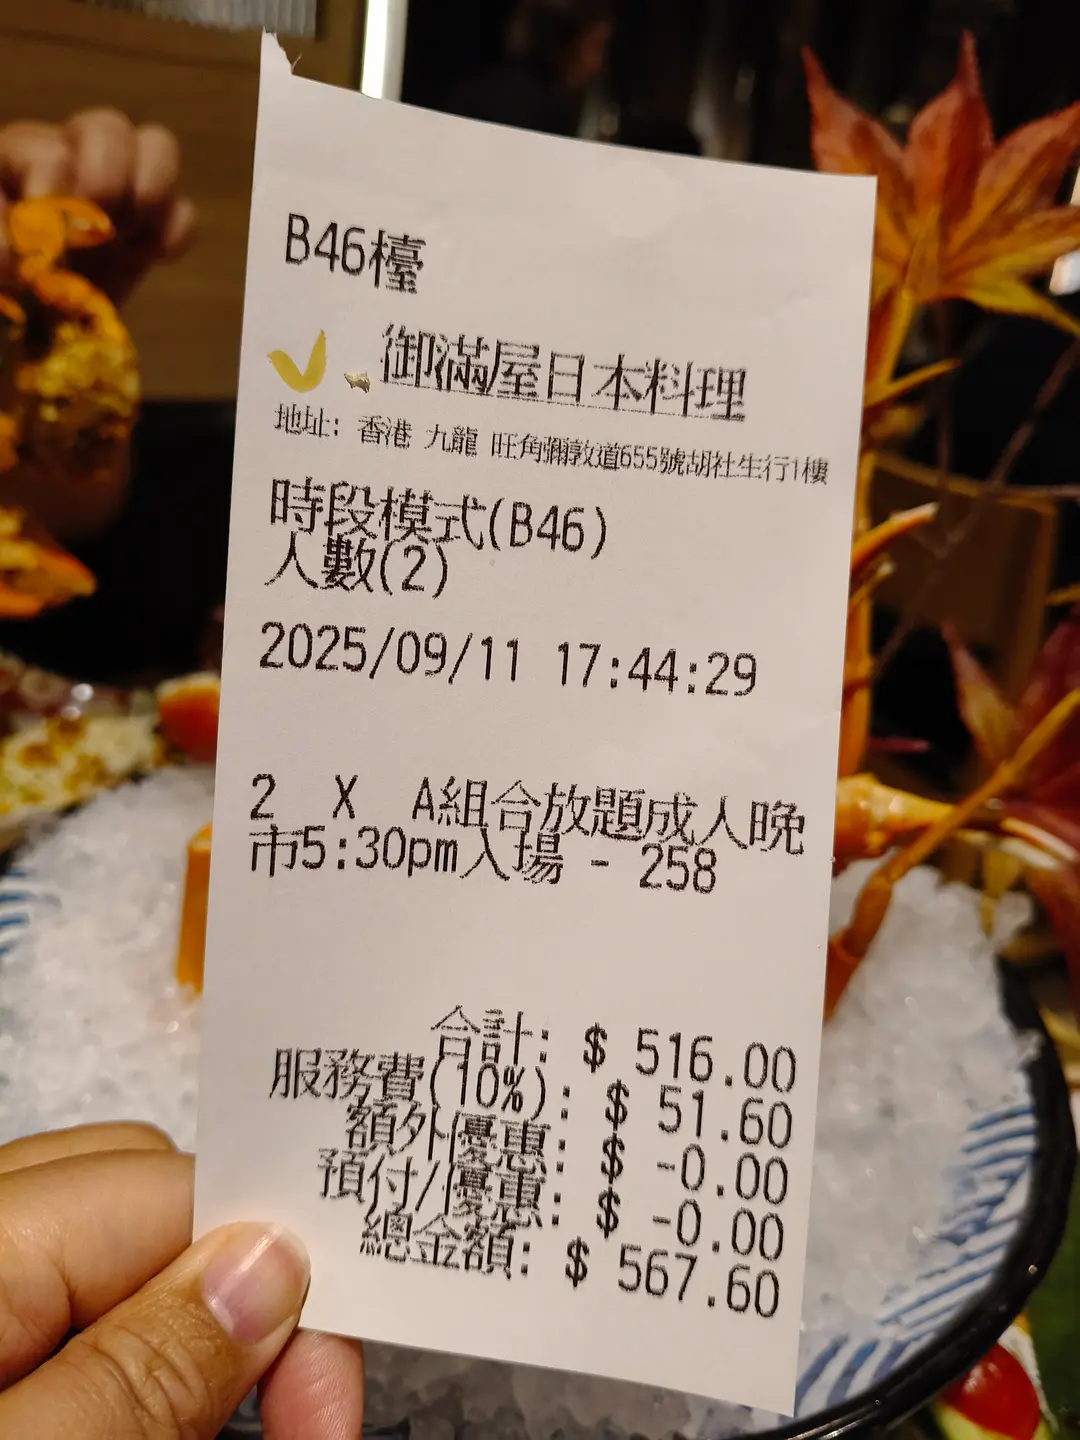 B46檯
御滿屋日本料理
地址: 香港 九龍 旺角彌敦道655號胡社生行1樓
時段模式(B46)
人數(2)
2025/09/11 17:44:29
2 X A組合放題成人晚
市5:30pm入場 - 258
合計: $ 516.00
服務費(10%): $ 51.60
額外優惠: $ -0.00
預付/優惠: $ -0.00
總金額: $ 567.60